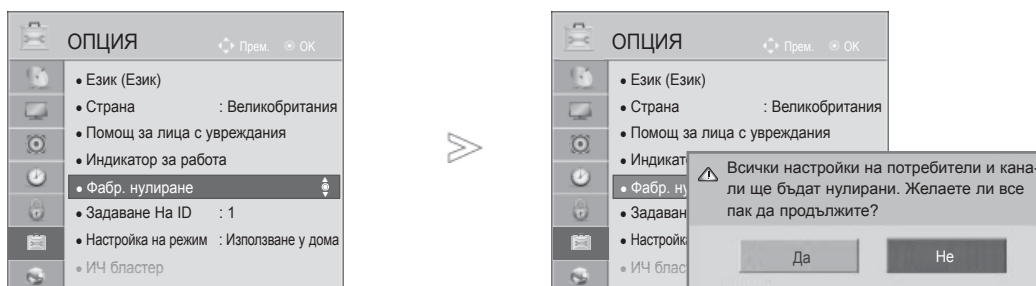 ОПЦИЯ Прем. OK
• Език (Език)
• Страна : Великобритания
• Помощ за лица с увреждания
• Индикатор за работа
• Фабр. нулиране
• Задаване На ID : 1
• Настройка на режим : Използване у дома
• ИЧ бластер
ОПЦИЯ Прем. OK
• Език (Език)
• Страна : Великобритания
• Помощ за лица с увреждания
• Индикат
• Фабр. ну
• Задаван
• Настройк
• ИЧ блас
Всички настройки на потребители и кана-
ли ще бъдат нулирани. Желаете ли все
пак да продължите?
Да Не